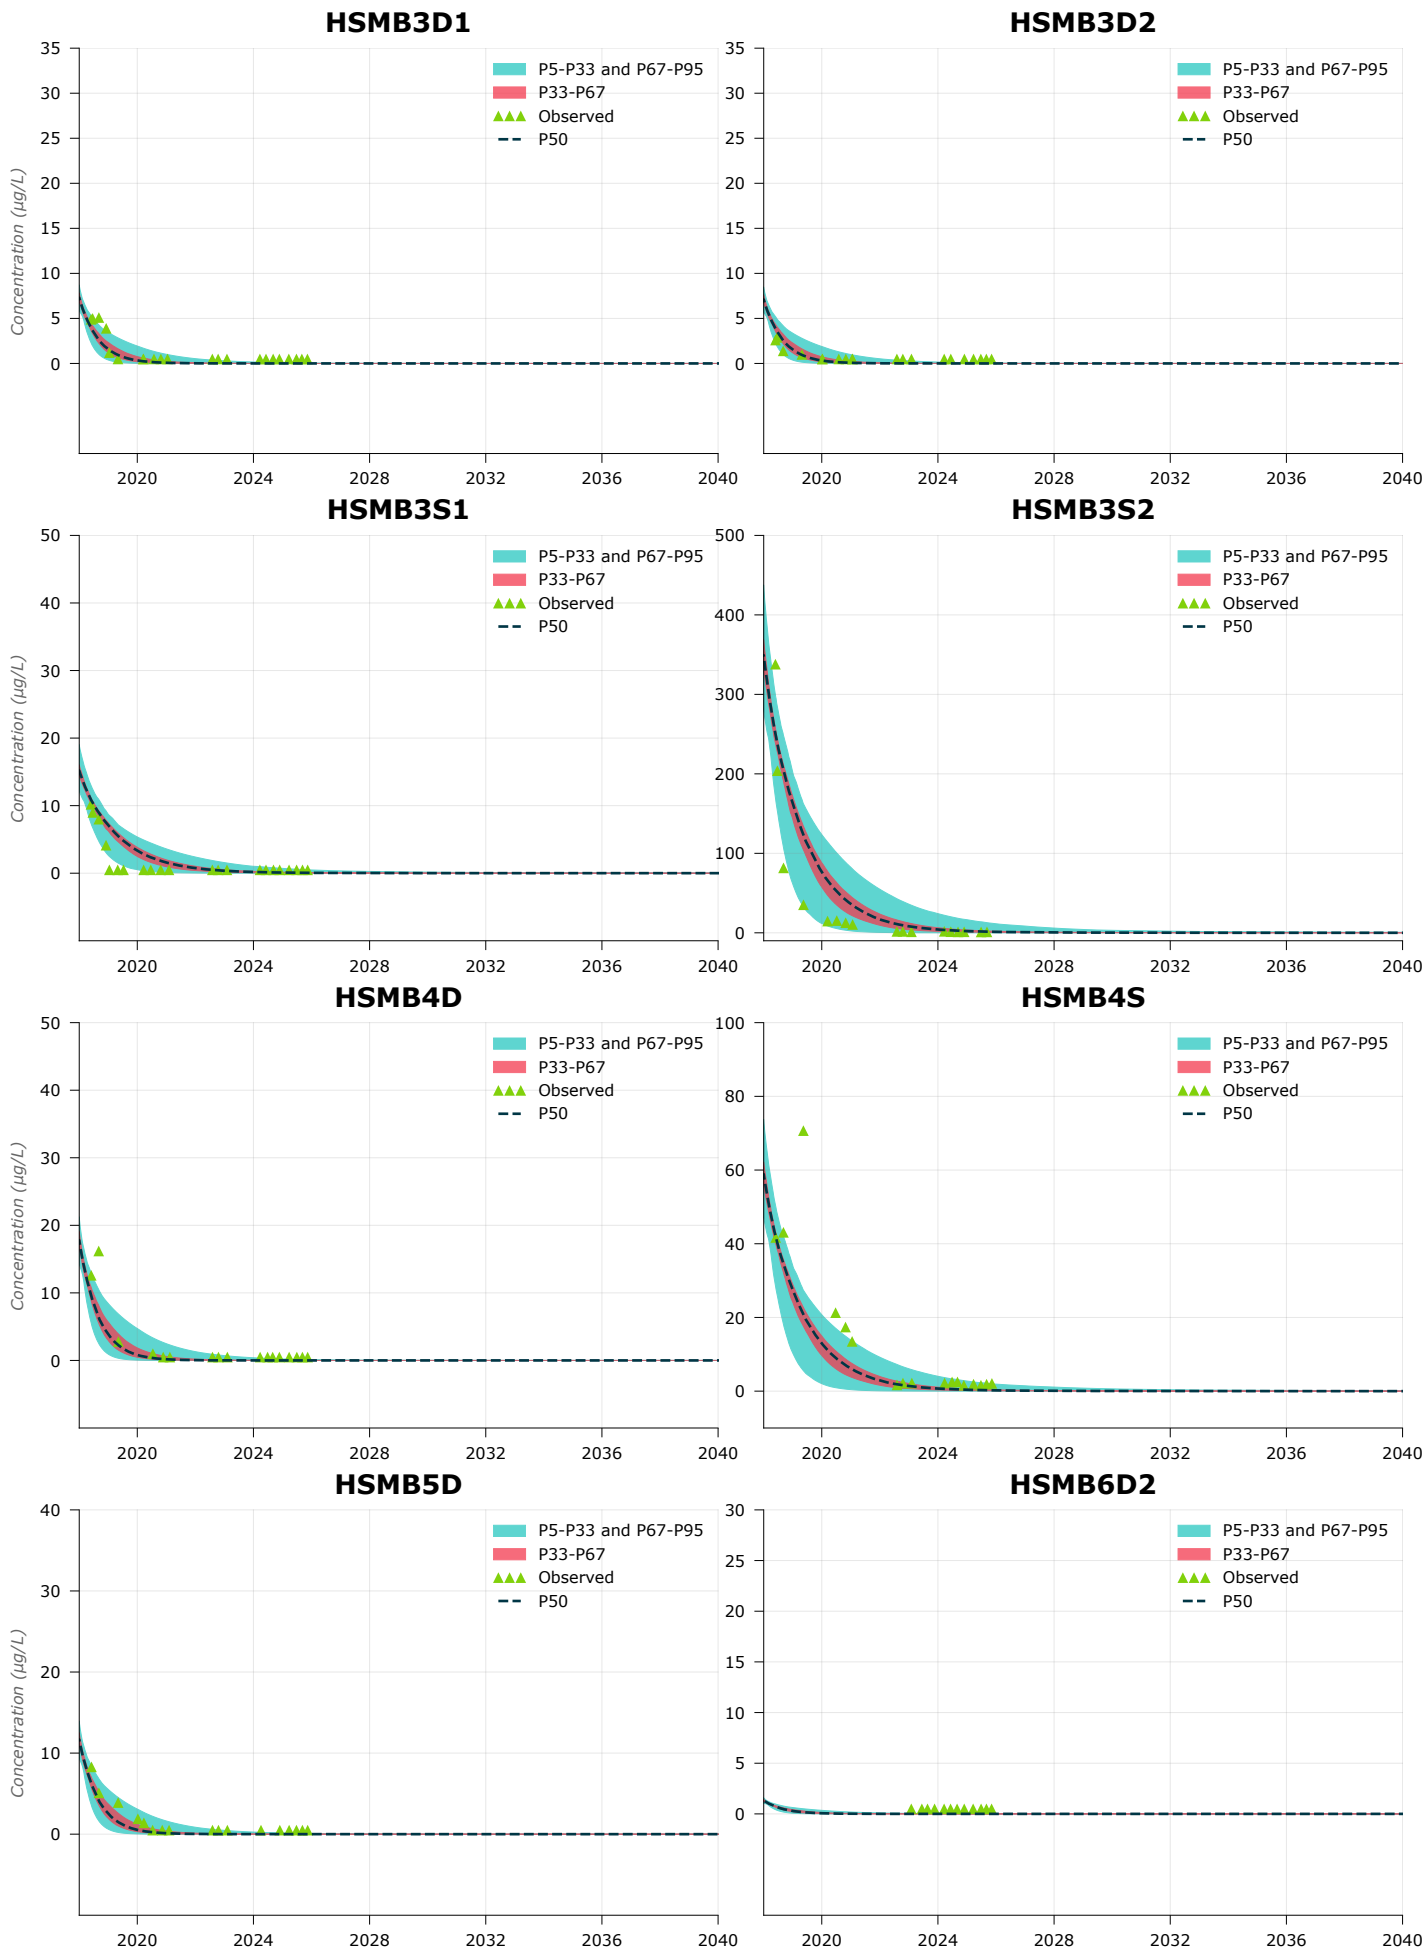 HSMB3D1
HSMB3D2
35
30
25
20
15
10
5
0
Concentration (µg/L)
P5-P33 and P67-P95
P33-P67
Observed
P50
2020 2024 2028 2032 2036 2040
35
30
25
20
15
10
5
0
P5-P33 and P67-P95
P33-P67
Observed
P50
2020 2024 2028 2032 2036 2040
HSMB3S1
HSMB3S2
50
40
30
20
10
0
Concentration (µg/L)
P5-P33 and P67-P95
P33-P67
Observed
P50
2020 2024 2028 2032 2036 2040
500
400
300
200
100
0
P5-P33 and P67-P95
P33-P67
Observed
P50
2020 2024 2028 2032 2036 2040
HSMB4D
HSMB4S
50
40
30
20
10
0
Concentration (µg/L)
P5-P33 and P67-P95
P33-P67
Observed
P50
2020 2024 2028 2032 2036 2040
100
80
60
40
20
0
P5-P33 and P67-P95
P33-P67
Observed
P50
2020 2024 2028 2032 2036 2040
HSMB5D
HSMB6D2
40
30
20
10
0
Concentration (µg/L)
P5-P33 and P67-P95
P33-P67
Observed
P50
2020 2024 2028 2032 2036 2040
30
25
20
15
10
5
0
P5-P33 and P67-P95
P33-P67
Observed
P50
2020 2024 2028 2032 2036 2040